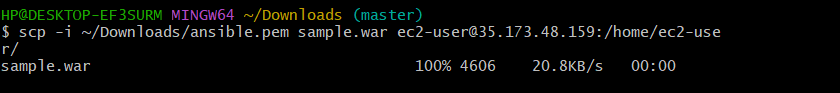 HP@DESKTOP-EF3SURM MINGW64 ~/Downloads (master)
$ scp -i ~/Downloads/ansible.pem sample.war ec2-user@35.173.48.159:/home/ec2-use
r/
sample.war                                    100% 4606    20.8KB/s   00:00